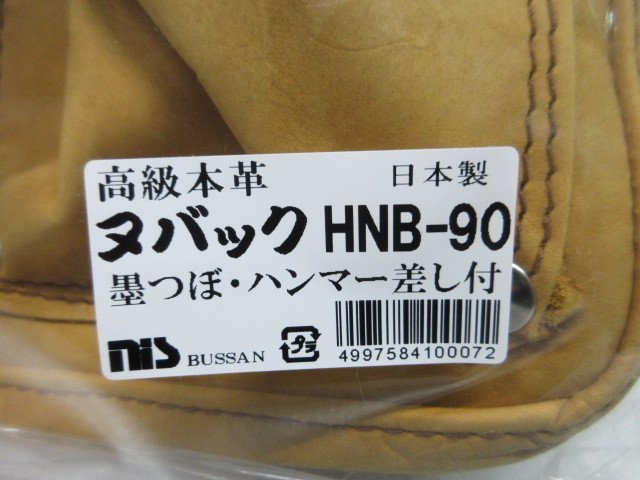 高級本革 日本製
ヌバック HNB-90
墨つぼ・ハンマー差し付
nis BUSSAN プラ 4997584100072